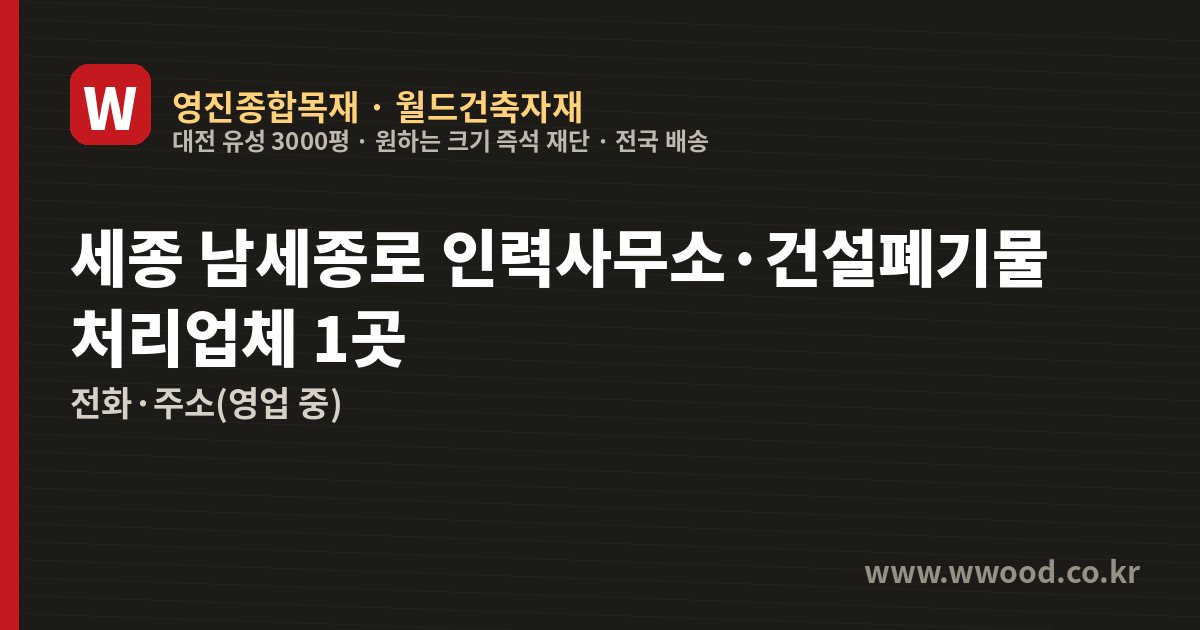 W
영진종합목재 · 월드건축자재
대전 유성 3000평 · 원하는 크기 즉석 재단 · 전국 배송
세종 남세종로 인력사무소·건설폐기물
처리업체 1곳
전화·주소(영업 중)
www.wwood.co.kr